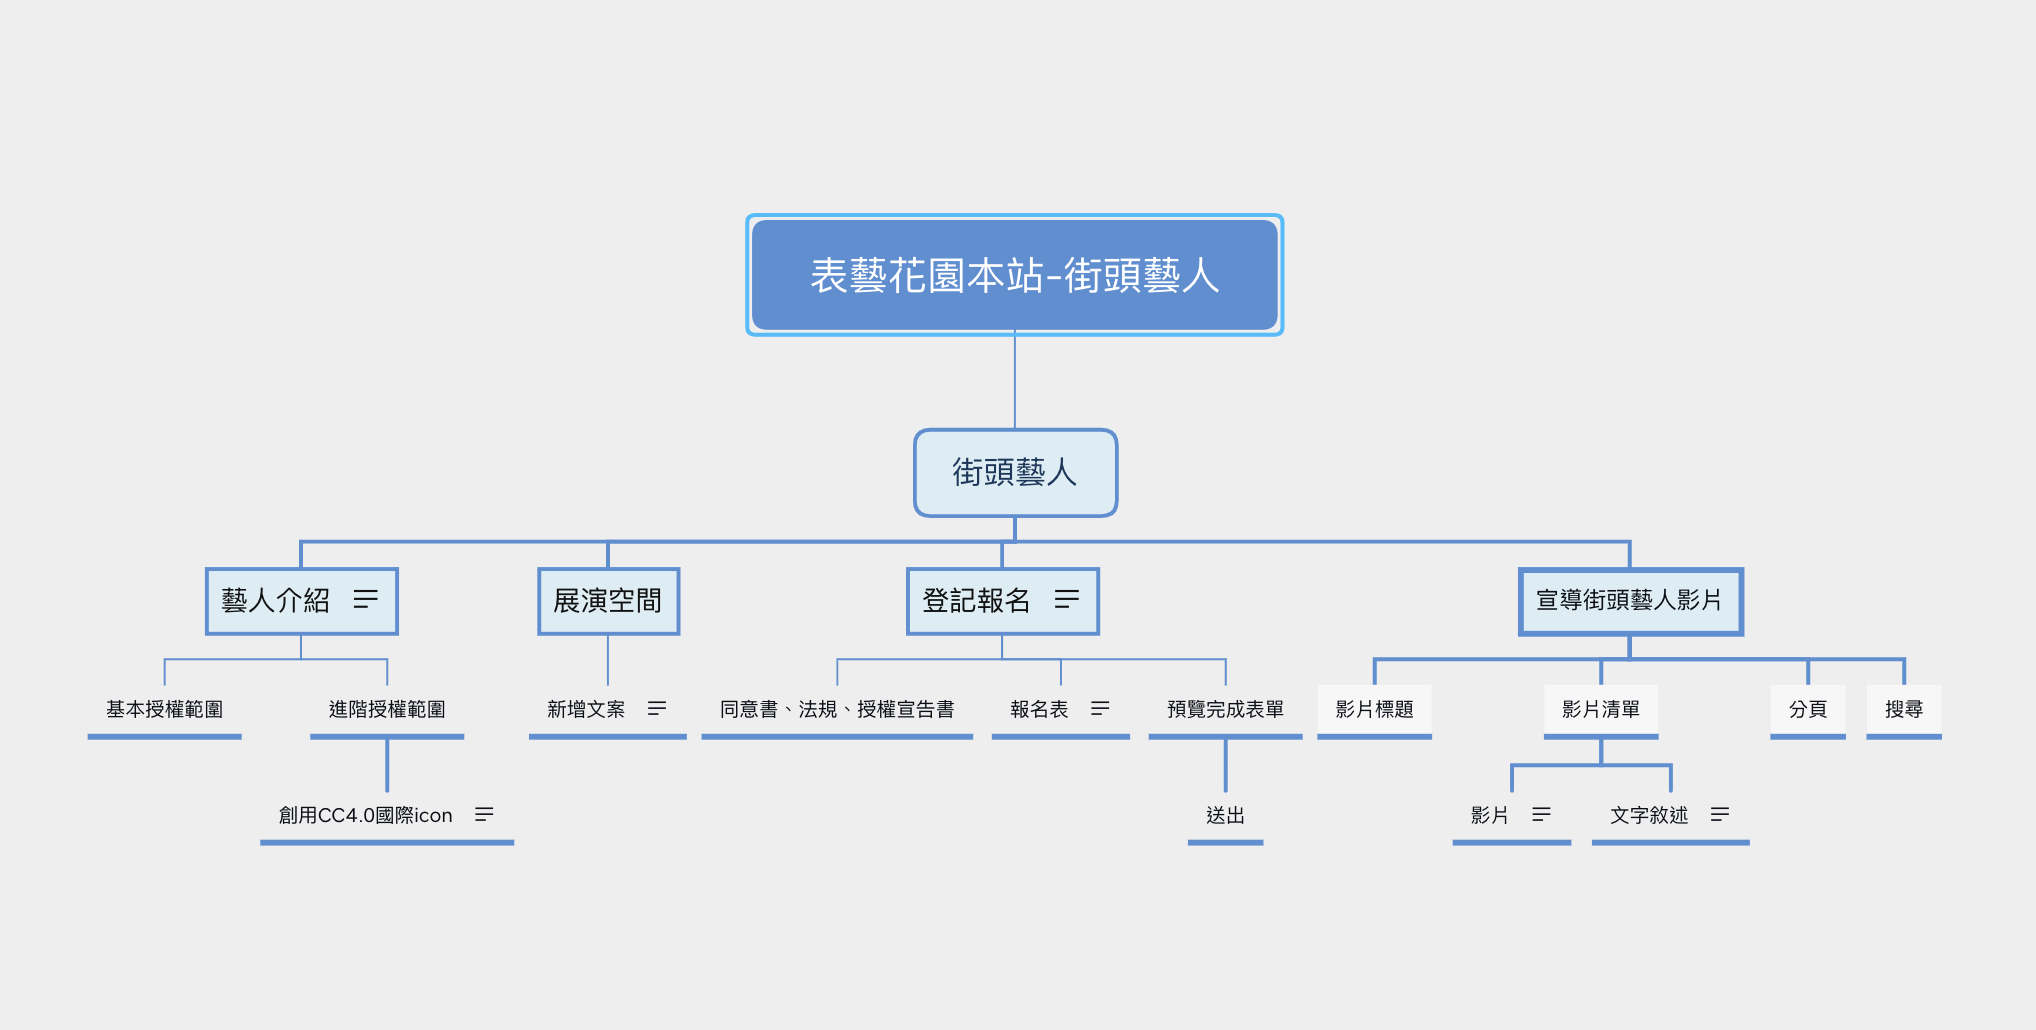 表藝花園本站-街頭藝人
街頭藝人
藝人介紹
展演空間
登記報名
宣導街頭藝人影片
基本授權範圍
進階授權範圍
新增文案
同意書、法規、授權宣告書
報名表
預覽完成表單
影片標題
影片清單
分頁
搜尋
創用CC4.0國際icon
送出
影片
文字敘述